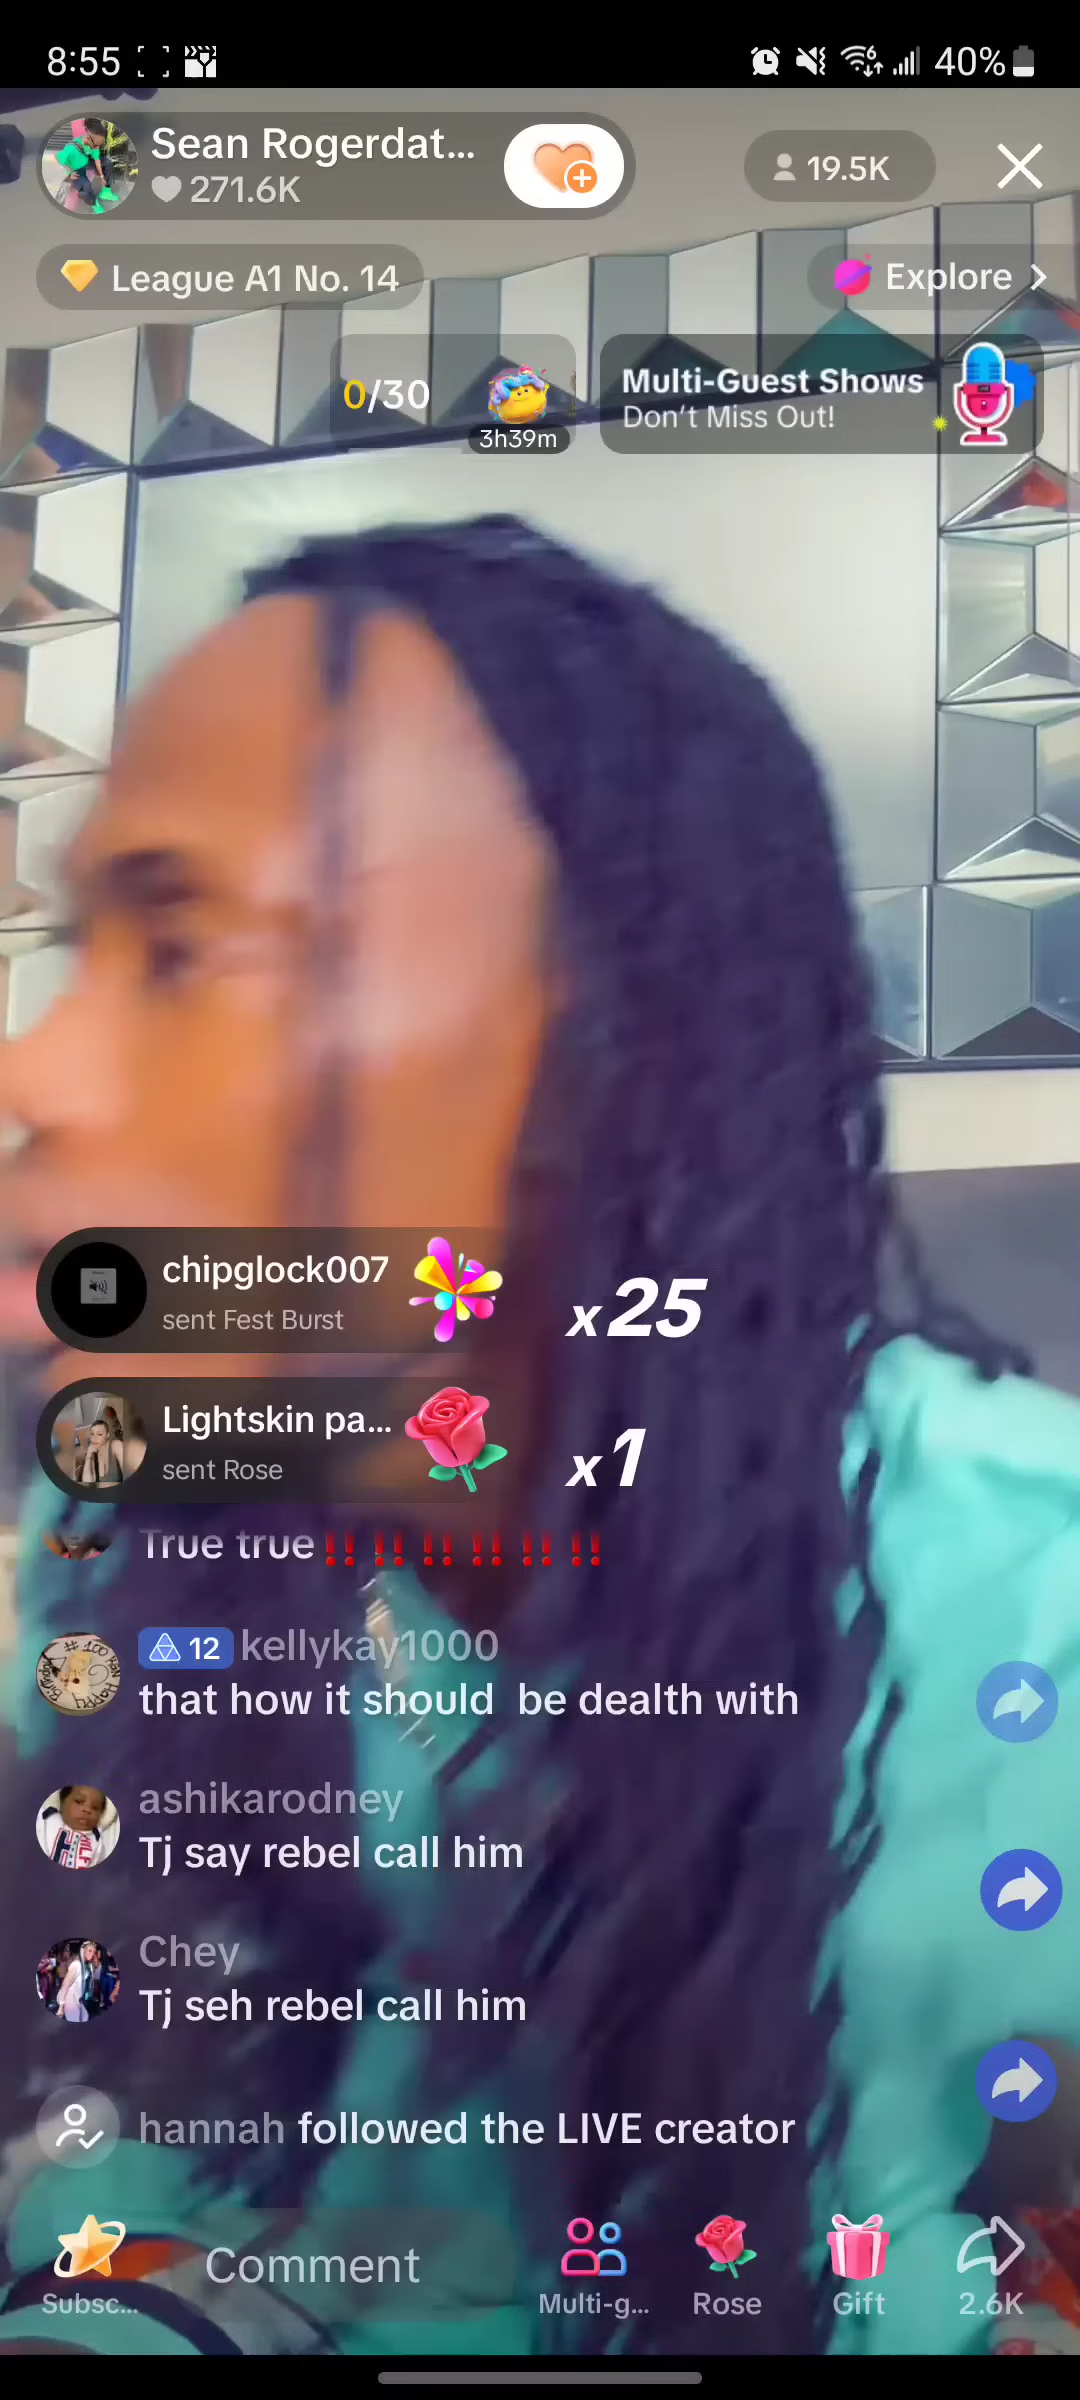 8:55
40%
Sean Rogerdat...
271.6K
19.5K
League A1 No. 14
Explore
0/30
3h39m
Multi-Guest Shows
Don't Miss Out!
chipglock007
sent Fest Burst
x25
Lightskin pa...
sent Rose
x1
True true‼️‼️‼️‼️‼️‼️
12 kellykay1000
that how it should  be dealth with
ashikarodney
Tj say rebel call him
Chey
Tj seh rebel call him
hannah followed the LIVE creator
Subsc...
Comment
Multi-g...
Rose
Gift
2.6K